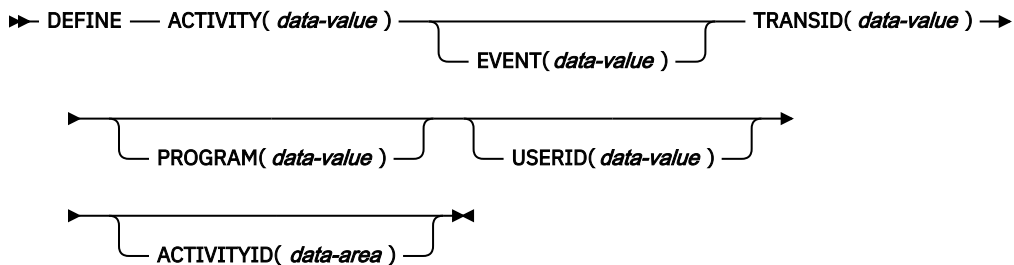 DEFINE ACTIVITY( data-value ) TRANSID( data-value )
EVENT( data-value )
PROGRAM( data-value ) USERID( data-value )
ACTIVITYID( data-area )